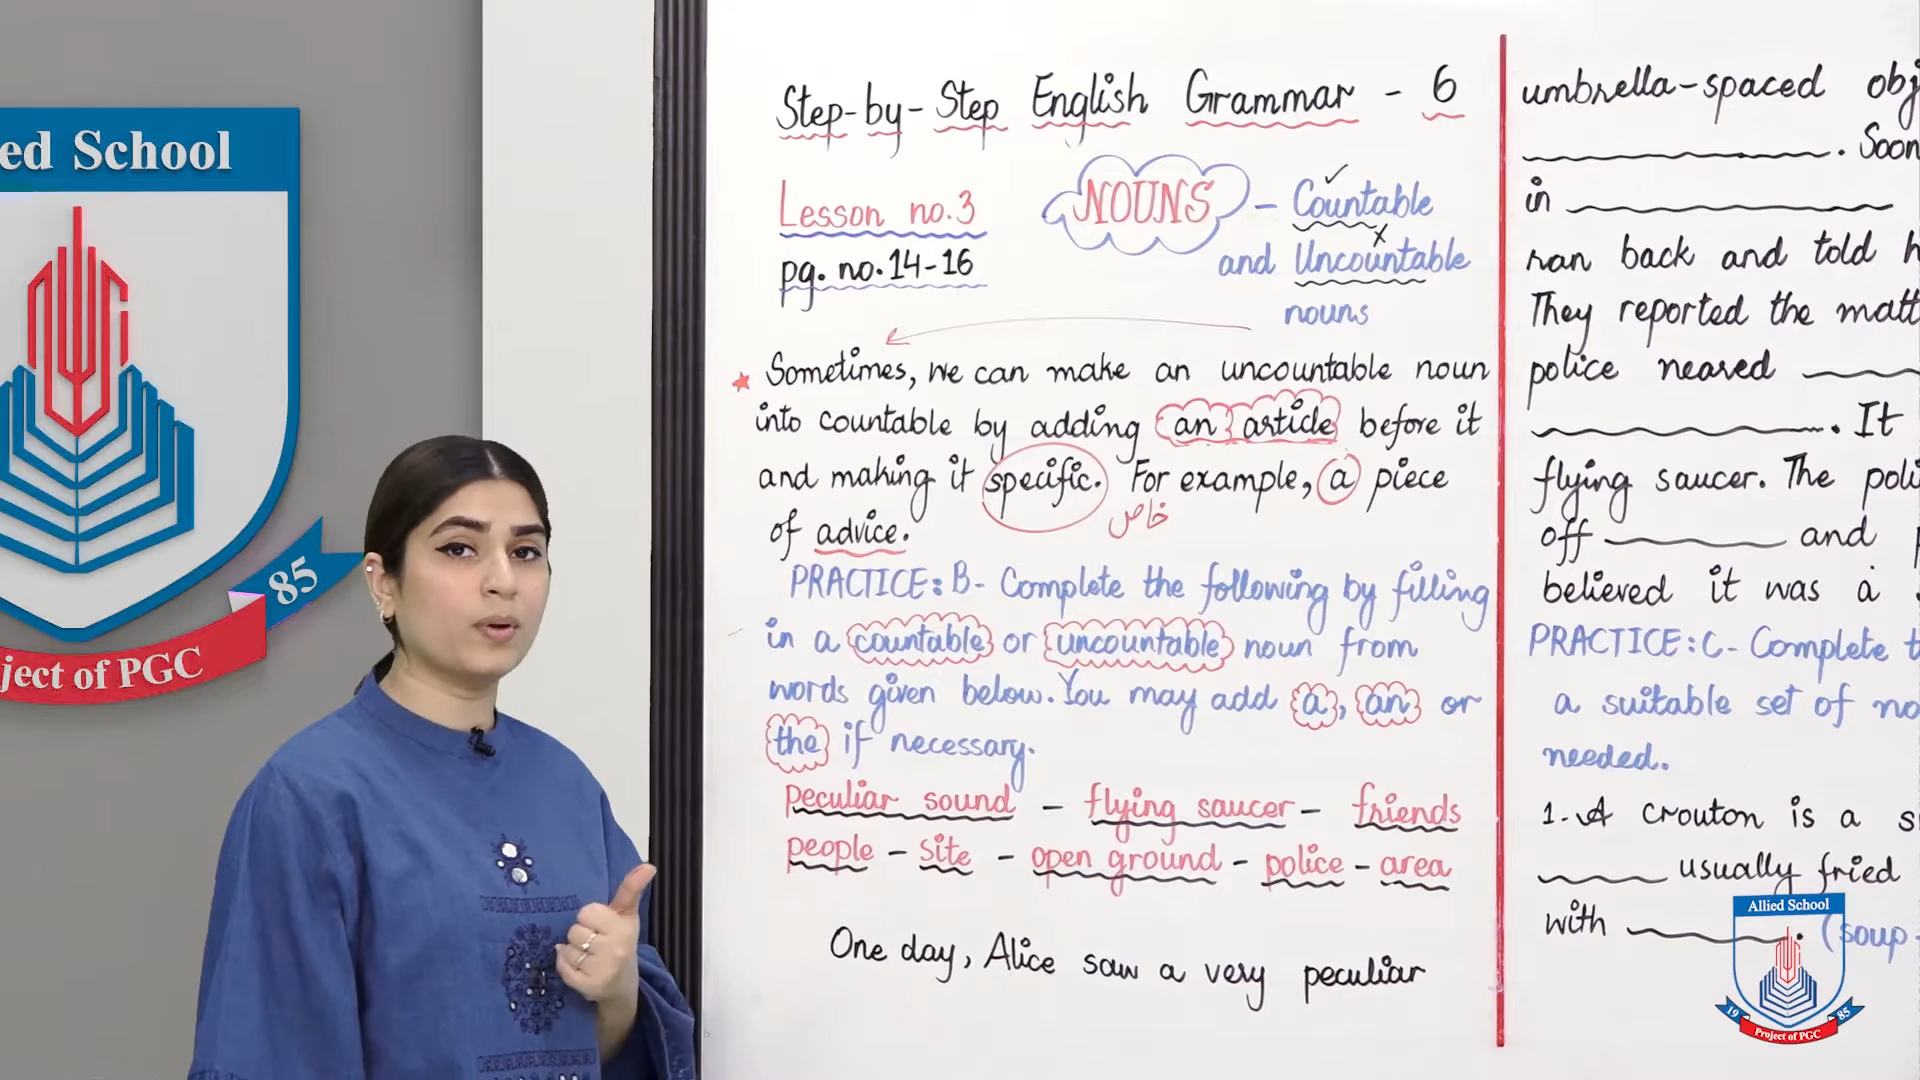 ed School
85
ject of PGC
Step-by-Step English Grammar - 6
Lesson no.3
pg. no.14-16
NOUNS - Countable
and Uncountable
nouns
Sometimes, we can make an uncountable noun
into countable by adding an article before it
and making it specific. For example, a piece
خاص
of advice.
PRACTICE: B- Complete the following by filling
in a countable or uncountable noun from
words given below. You may add a, an or
the if necessary.
peculiar sound - flying saucer - friends
people - site - open ground - police - area
One day, Alice saw a very peculiar
umbrella-spaced obj
. Soon
in
ran back and told h
They reported the matt
police neared
. It
flying saucer. The poli
off and p
believed it was a
PRACTICE: C- Complete t
a suitable set of no
needed.
1. A crouton is a s
usually fried
with . (soup
Allied School
19 85
Project of PGC